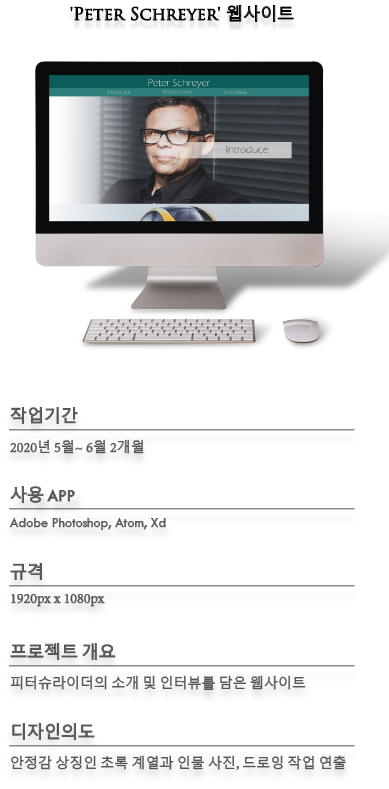 'Peter Schreyer' 웹사이트
Peter Schreyer
Introduce Masterpiece Interview
Introduce
작업기간
2020년 5월~ 6월 2개월
사용 APP
Adobe Photoshop, Atom, Xd
규격
1920px x 1080px
프로젝트 개요
피터슈라이더의 소개 및 인터뷰를 담은 웹사이트
디자인의도
안정감 상징인 초록 계열과 인물 사진, 드로잉 작업 연출